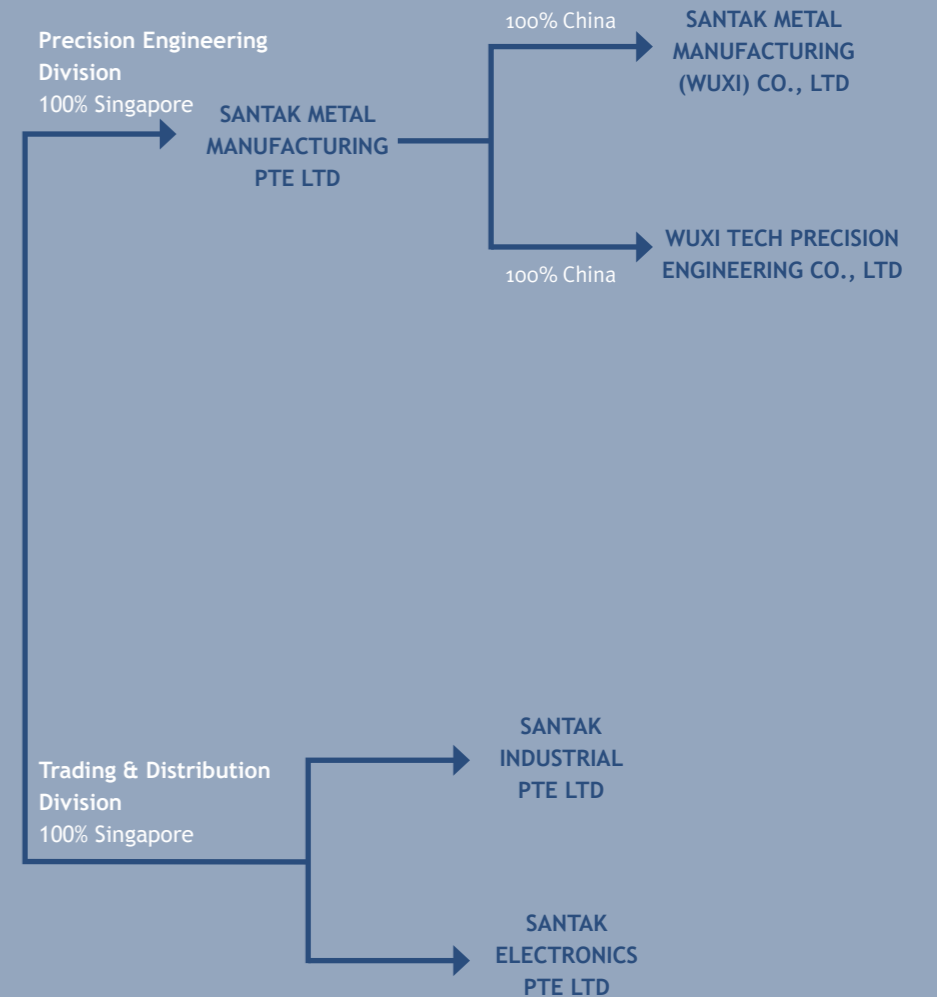 Precision Engineering
Division
100% Singapore
SANTAK METAL
MANUFACTURING
PTE LTD
100% China
SANTAK METAL
MANUFACTURING
(WUXI) CO., LTD
100% China
WUXI TECH PRECISION
ENGINEERING CO., LTD
Trading & Distribution
Division
100% Singapore
SANTAK
INDUSTRIAL
PTE LTD
SANTAK
ELECTRONICS
PTE LTD